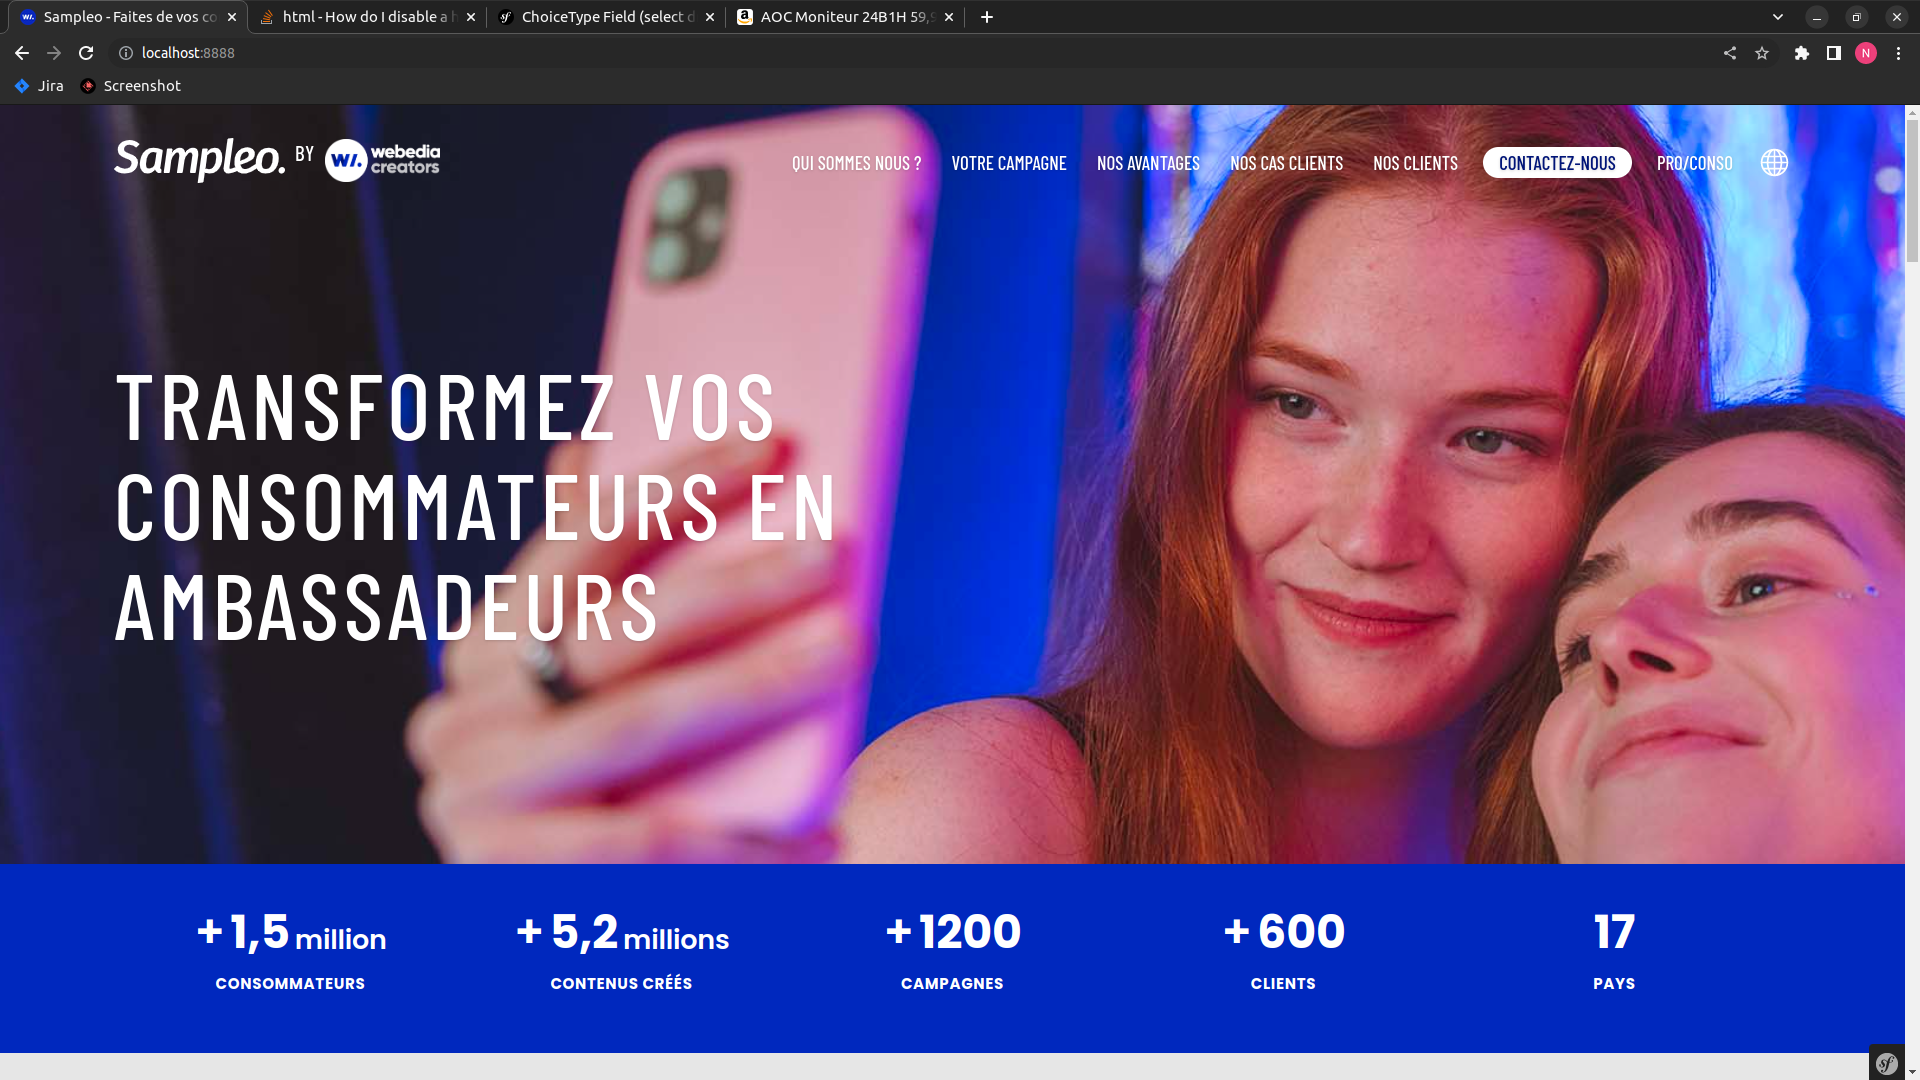 Sampleo - Faites de vos co
html - How do I disable a h
ChoiceType Field (select d
AOC Moniteur 24B1H 59,9
localhost:8888
N
Jira
Screenshot
Sampleo. BY W/. webedia creators
QUI SOMMES NOUS ?
VOTRE CAMPAGNE
NOS AVANTAGES
NOS CAS CLIENTS
NOS CLIENTS
CONTACTEZ-NOUS
PRO/CONSO
TRANSFORMEZ VOS
CONSOMMATEURS EN
AMBASSADEURS
+ 1,5 million
CONSOMMATEURS
+ 5,2 millions
CONTENUS CRÉÉS
+ 1200
CAMPAGNES
+ 600
CLIENTS
17
PAYS
sf